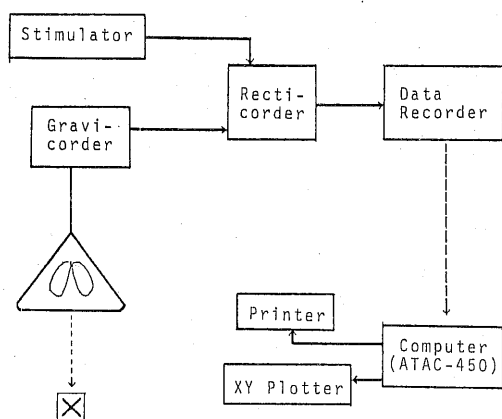 Stimulator
Recti-
corder
Data
Recorder
Gravi-
corder
Printer
Computer
(ATAC-450)
XY Plotter